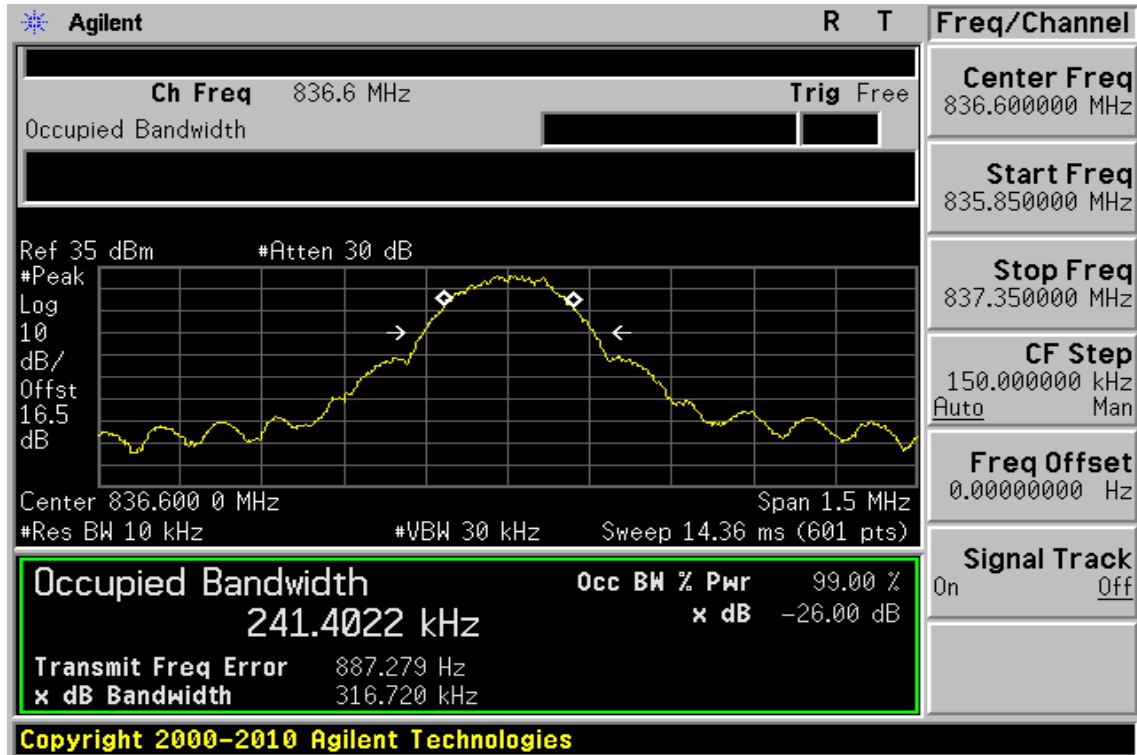 Agilent R T
Ch Freq 836.6 MHz Trig Free
Occupied Bandwidth
Ref 35 dBm #Atten 30 dB
#Peak
Log
10
dB/
Offst
16.5
dB
Center 836.600 0 MHz Span 1.5 MHz
#Res BW 10 kHz #VBW 30 kHz Sweep 14.36 ms (601 pts)
Occupied Bandwidth
241.4022 kHz
Occ BW % Pwr 99.00 %
x dB -26.00 dB
Transmit Freq Error 887.279 Hz
x dB Bandwidth 316.720 kHz
Copyright 2000-2010 Agilent Technologies
Freq/Channel
Center Freq
836.600000 MHz
Start Freq
835.850000 MHz
Stop Freq
837.350000 MHz
CF Step
150.000000 kHz
Auto Man
Freq Offset
0.00000000 Hz
Signal Track
On Off